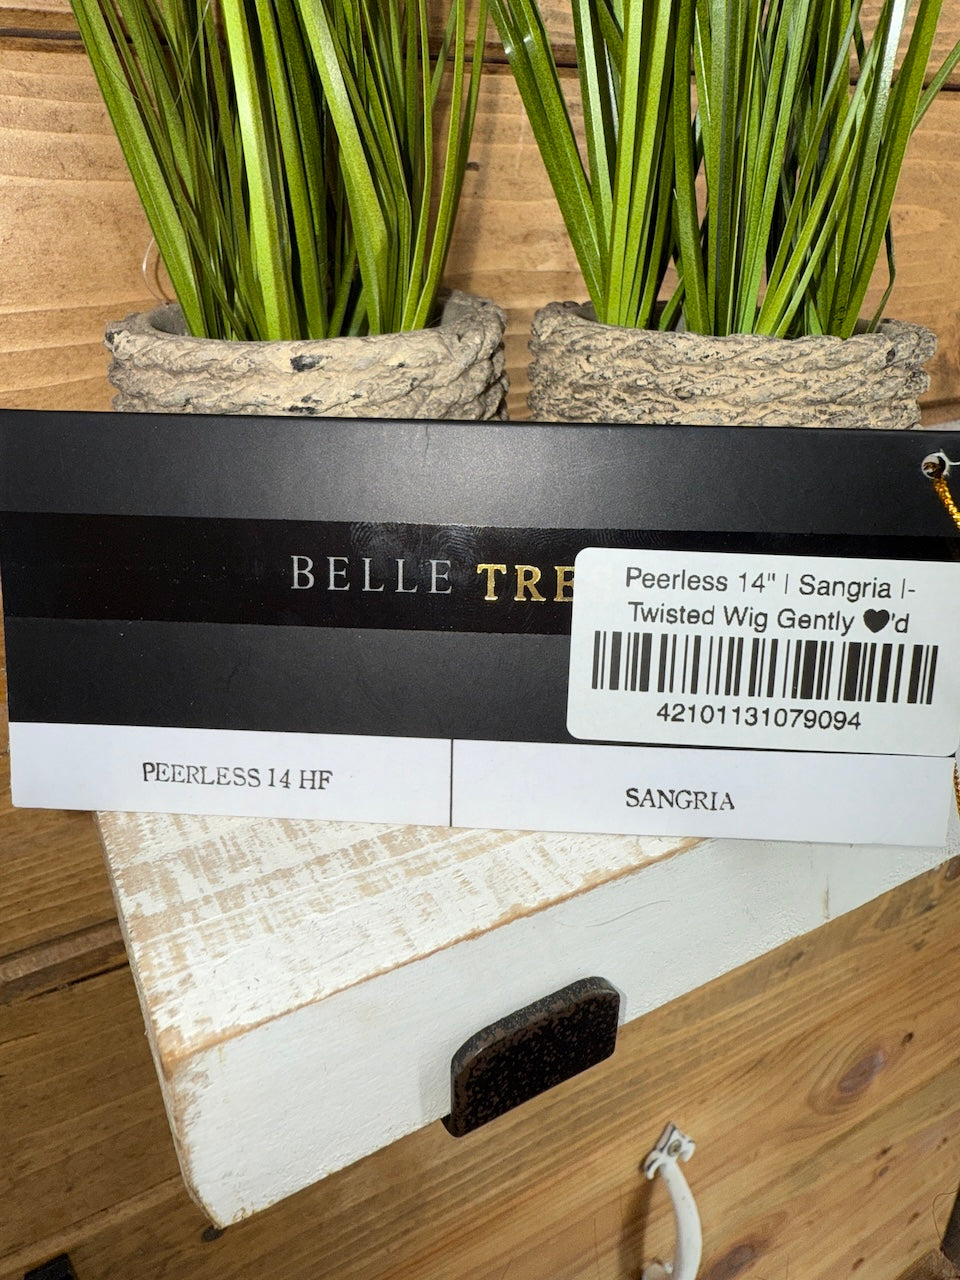 BELLE TRE
Peerless 14" | Sangria |-
Twisted Wig Gently 🖤'd
42101131079094
PEERLESS 14 HF
SANGRIA